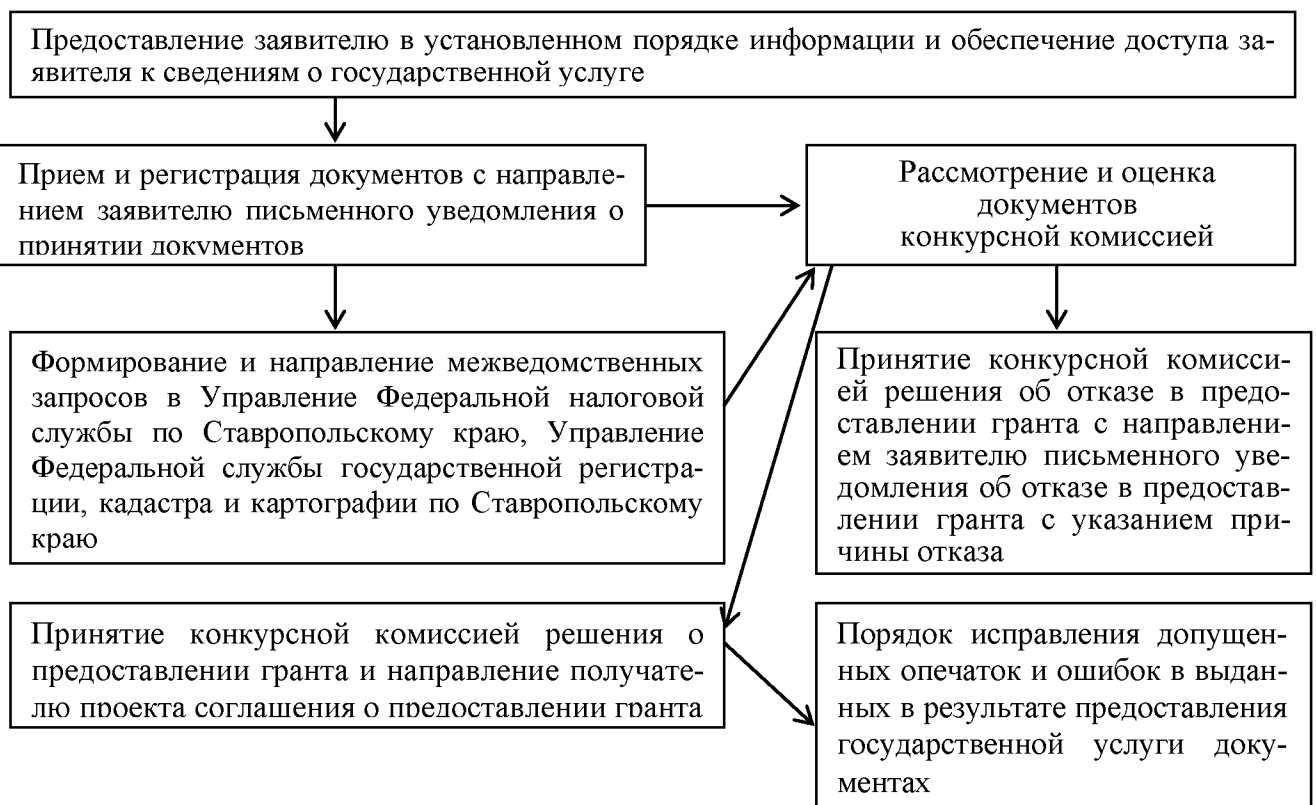 Предоставление заявителю в установленном порядке информации и обеспечение доступа за-
явителя к сведениям о государственной услуге
Прием и регистрация документов с направле-
нием заявителю письменного уведомления о
принятии документов
Рассмотрение и оценка
документов
конкурсной комиссией
Формирование и направление межведомственных
запросов в Управление Федеральной налоговой
службы по Ставропольскому краю, Управление
Федеральной службы государственной регистра-
ции, кадастра и картографии по Ставропольскому
краю
Принятие конкурсной комисси-
ей решения об отказе в предо-
ставлении гранта с направлени-
ем заявителю письменного уве-
домления об отказе в предостав-
лении гранта с указанием при-
чины отказа
Принятие конкурсной комиссией решения о
предоставлении гранта и направление получате-
лю проекта соглашения о предоставлении гранта
Порядок исправления допущен-
ных опечаток и ошибок в выдан-
ных в результате предоставления
государственной услуги доку-
ментах